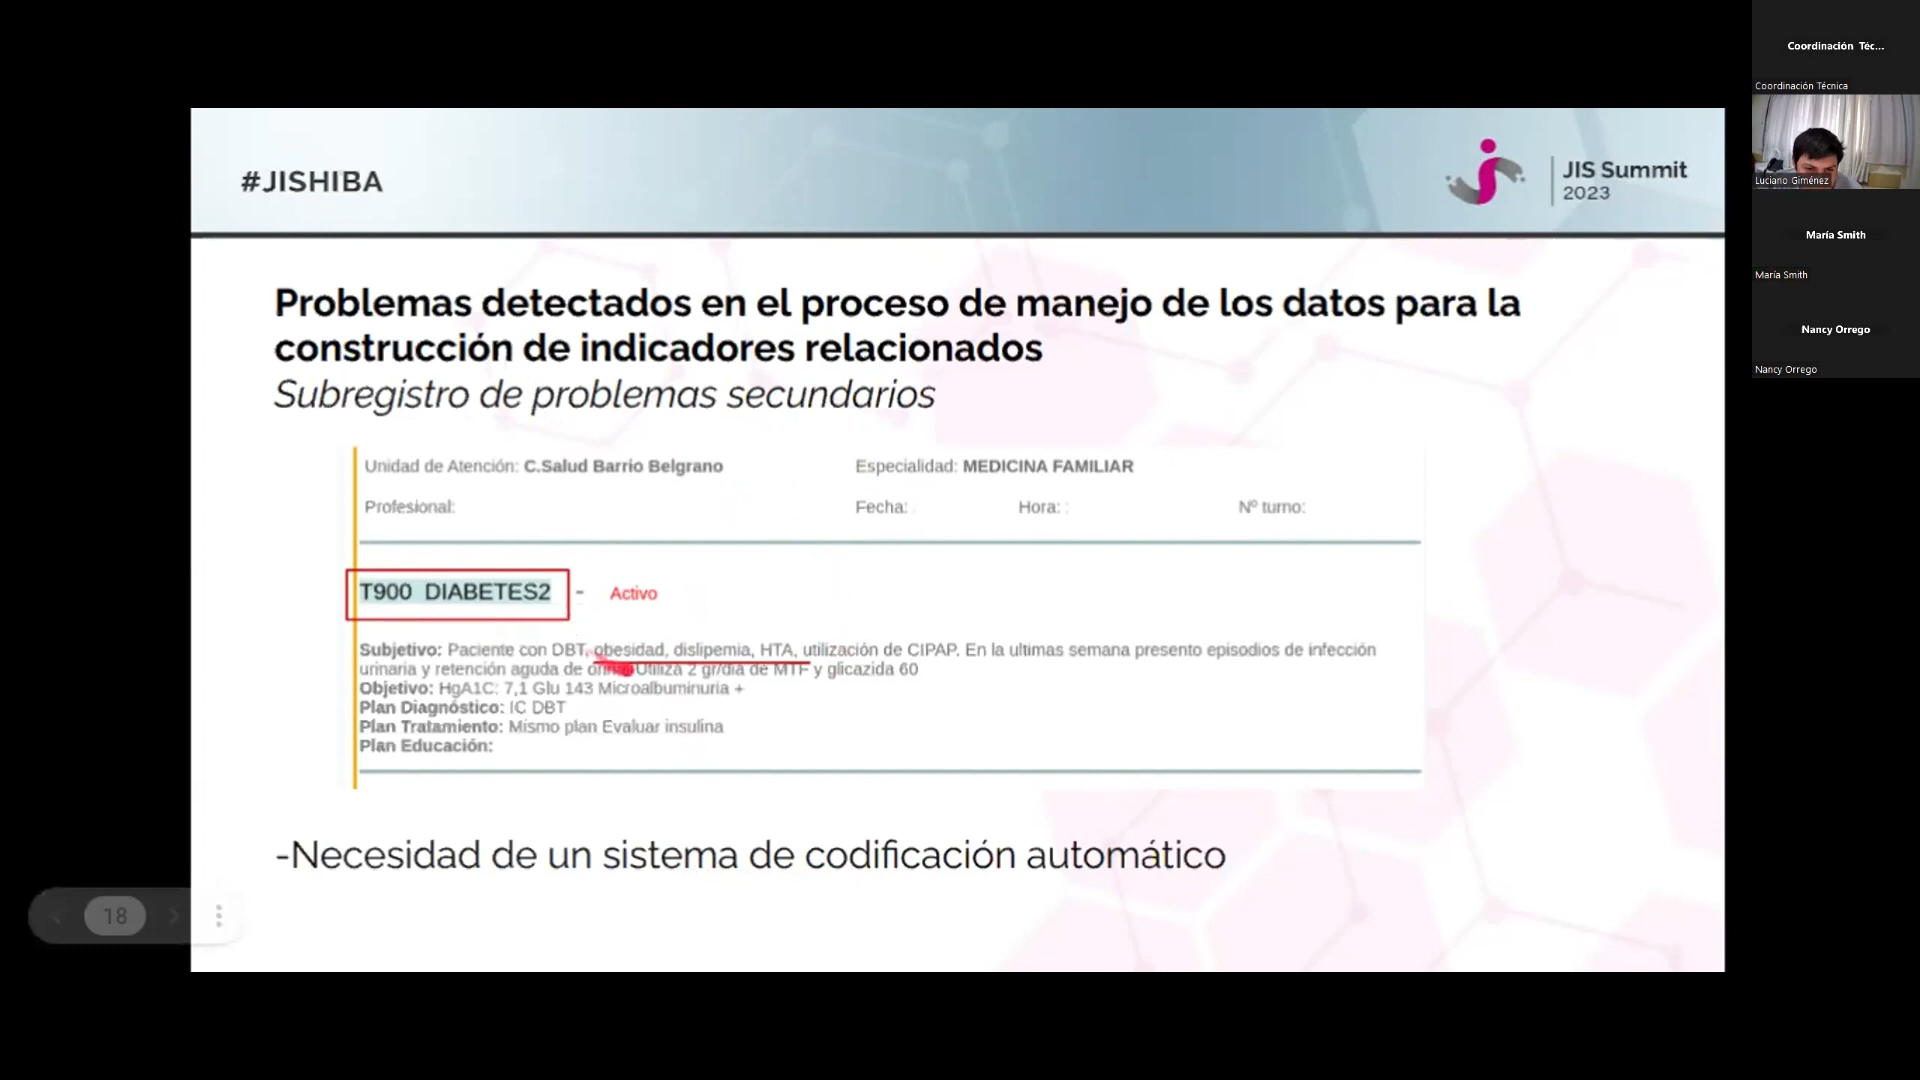 #JISHIBA
JIS Summit
2023
Problemas detectados en el proceso de manejo de los datos para la
construcción de indicadores relacionados
Subregistro de problemas secundarios
Unidad de Atención: C.Salud Barrio Belgrano Especialidad: MEDICINA FAMILIAR
Profesional: Fecha: Hora: : Nº turno:
T900 DIABETES2 - Activo
Subjetivo: Paciente con DBT, obesidad, dislipemia, HTA, utilización de CIPAP. En la ultimas semana presento episodios de infección
urinaria y retención aguda de orina Utiliza 2 gr/dia de MTF y glicazida 60
Objetivo: HgA1C: 7,1 Glu 143 Microalbuminuria +
Plan Diagnóstico: IC DBT
Plan Tratamiento: Mismo plan Evaluar insulina
Plan Educación:
-Necesidad de un sistema de codificación automático
18
Coordinación Téc...
Coordinación Técnica
Luciano Giménez
María Smith
María Smith
Nancy Orrego
Nancy Orrego